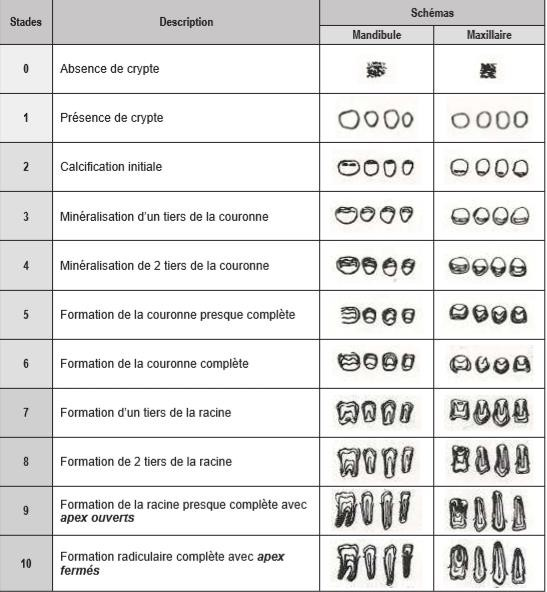 Stades Description Schémas
Mandibule Maxillaire
0 Absence de crypte
1 Présence de crypte
2 Calcification initiale
3 Minéralisation d'un tiers de la couronne
4 Minéralisation de 2 tiers de la couronne
5 Formation de la couronne presque complète
6 Formation de la couronne complète
7 Formation d'un tiers de la racine
8 Formation de 2 tiers de la racine
9 Formation de la racine presque complète avec
apex ouverts
10 Formation radiculaire complète avec apex
fermés